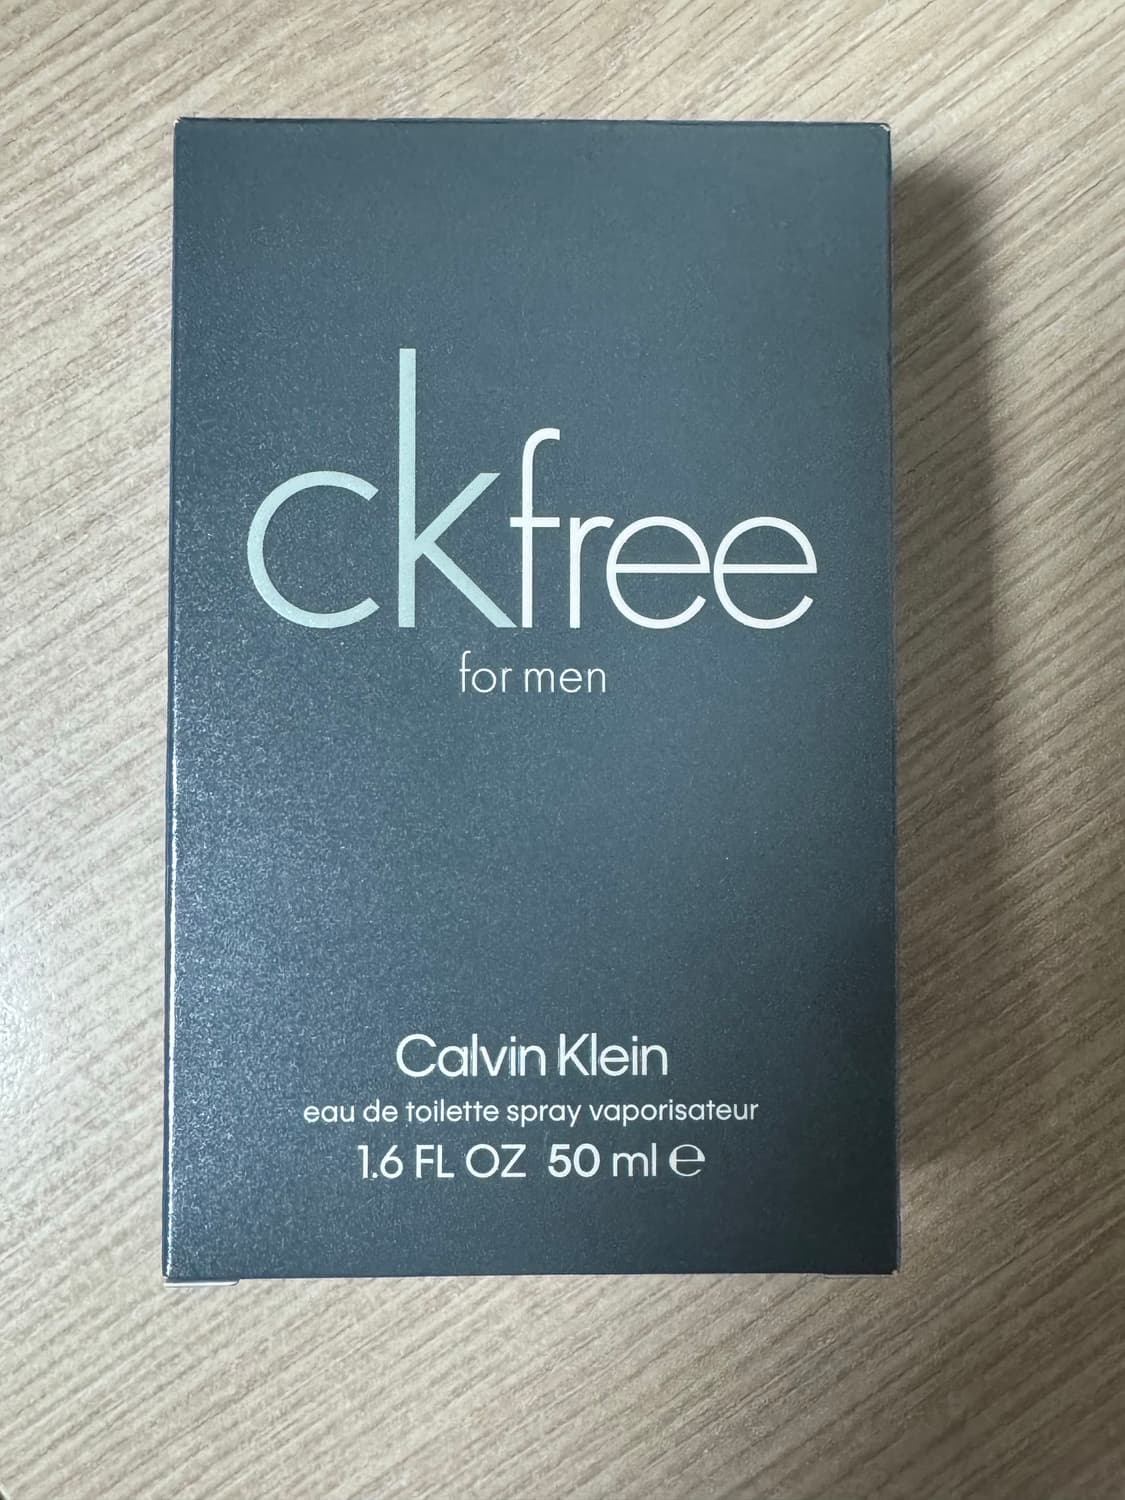 ckfree
for men
Calvin Klein
eau de toilette spray vaporisateur
1.6 FL OZ 50 ml ℮